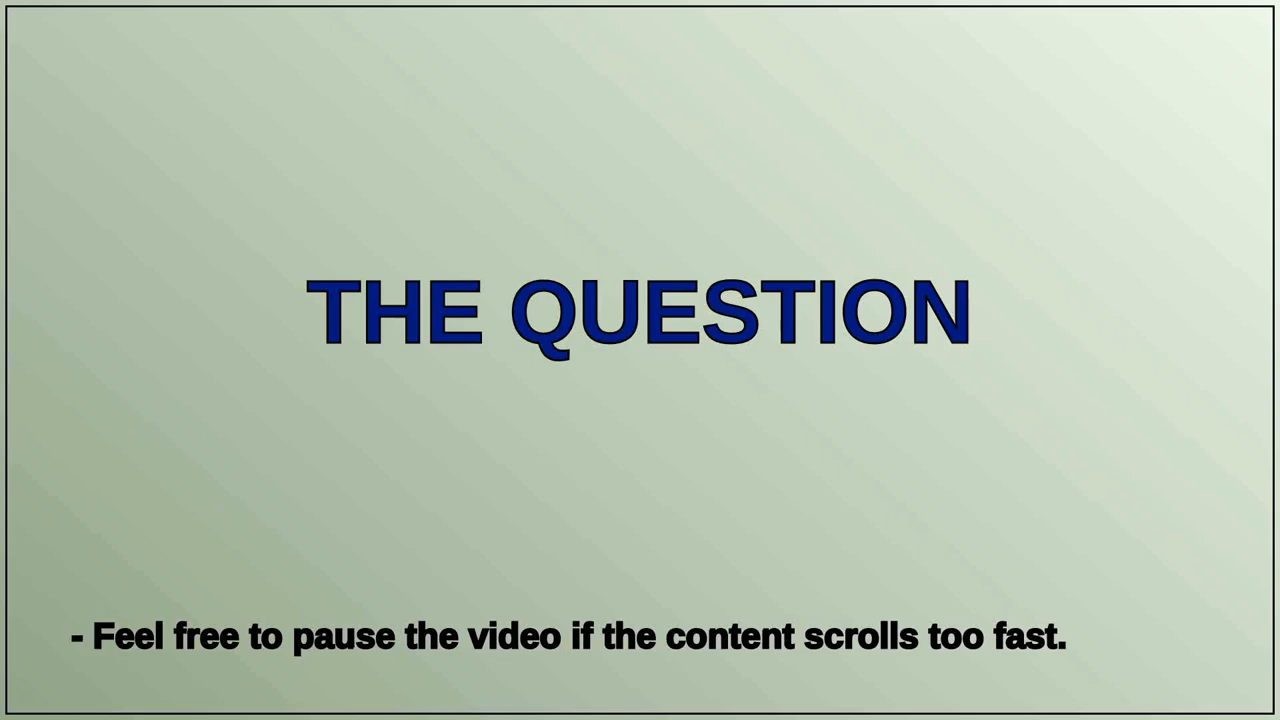 THE QUESTION
- Feel free to pause the video if the content scrolls too fast.